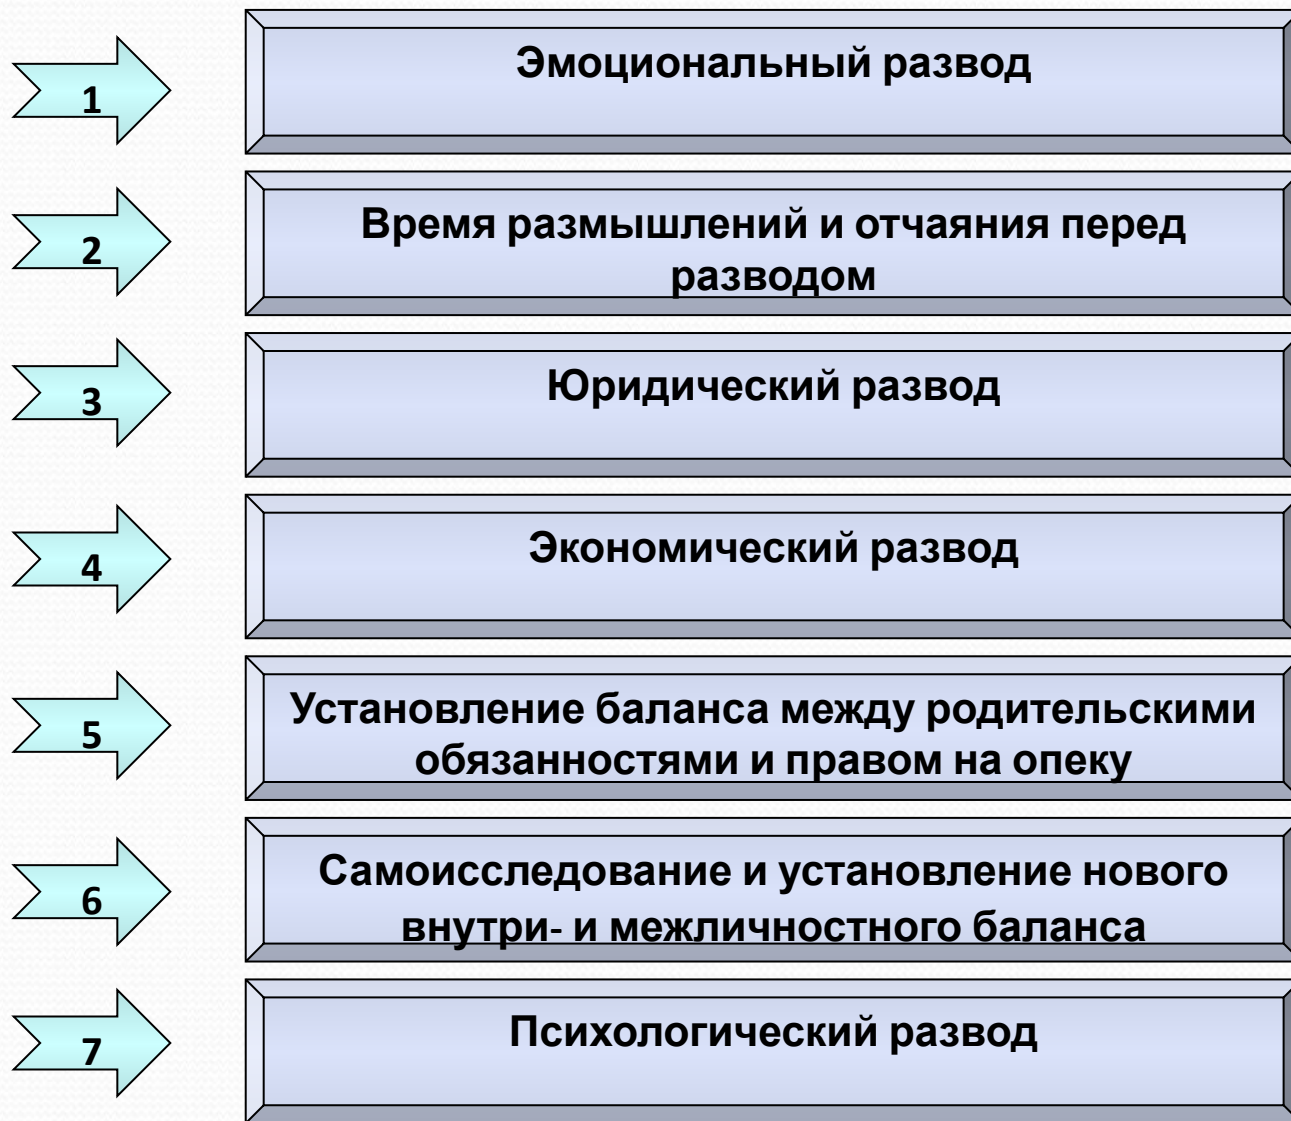 1
Эмоциональный развод
2
Время размышлений и отчаяния перед
разводом
3
Юридический развод
4
Экономический развод
5
Установление баланса между родительскими
обязанностями и правом на опеку
6
Самоисследование и установление нового
внутри- и межличностного баланса
7
Психологический развод